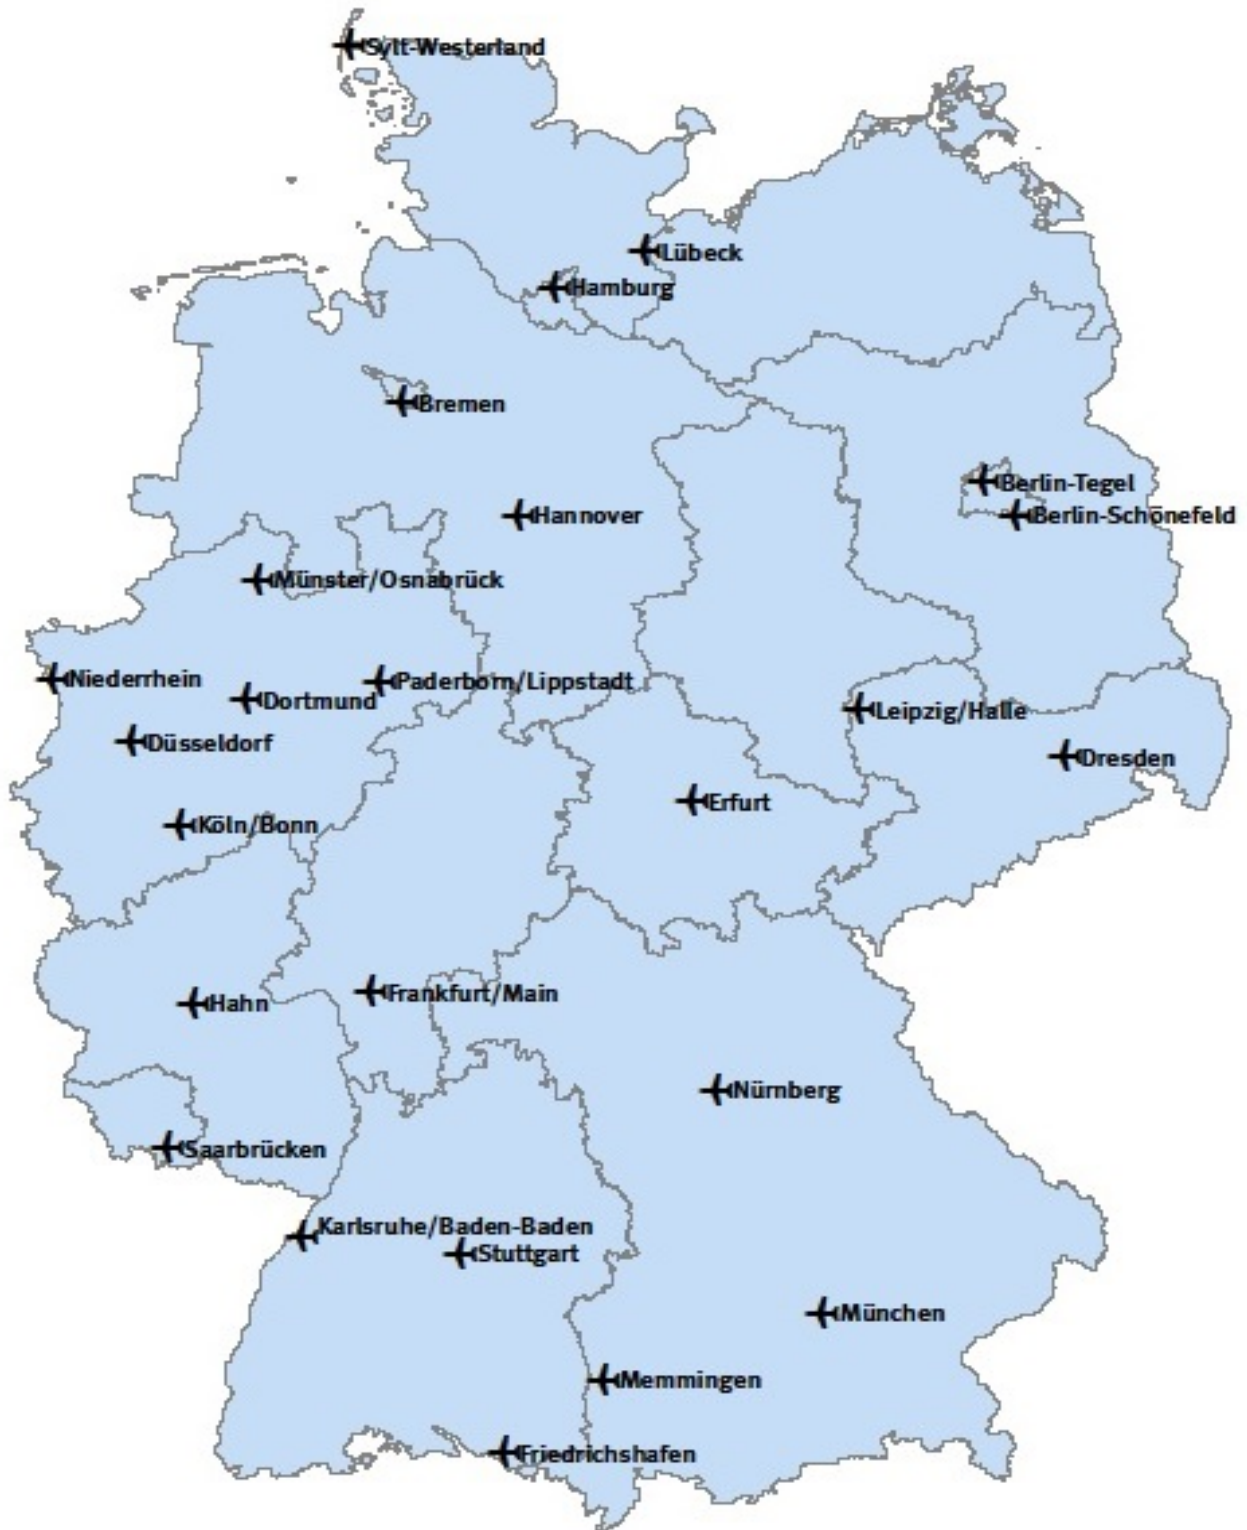 Sylt-Westerland
Lübeck
Hamburg
Bremen
Berlin-Tegel
Hannover
Berlin-Schönefeld
Münster/Osnabrück
Niederrhein
Paderborn/Lippstadt
Dortmund
Leipzig/Halle
Düsseldorf
Dresden
Erfurt
Köln/Bonn
Frankfurt/Main
Hahn
Nürnberg
Saarbrücken
Karlsruhe/Baden-Baden
Stuttgart
München
Memmingen
Friedrichshafen